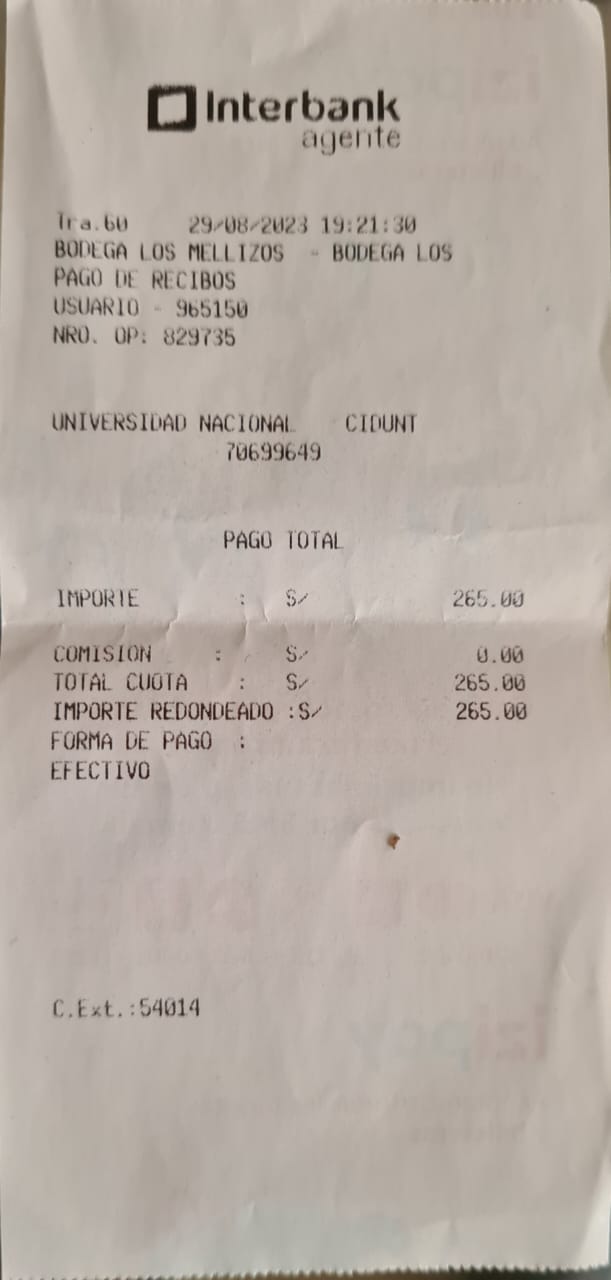 Interbank
agente
Tra.60 29/08/2023 19:21:30
BODEGA LOS MELLIZOS - BODEGA LOS
PAGO DE RECIBOS
USUARIO - 965150
NRO. OP: 829735
UNIVERSIDAD NACIONAL CIDUNT
70699649
PAGO TOTAL
IMPORTE : S/ 265.00
COMISION : S/ 0.00
TOTAL CUOTA : S/ 265.00
IMPORTE REDONDEADO :S/ 265.00
FORMA DE PAGO :
EFECTIVO
C.Ext.:54014